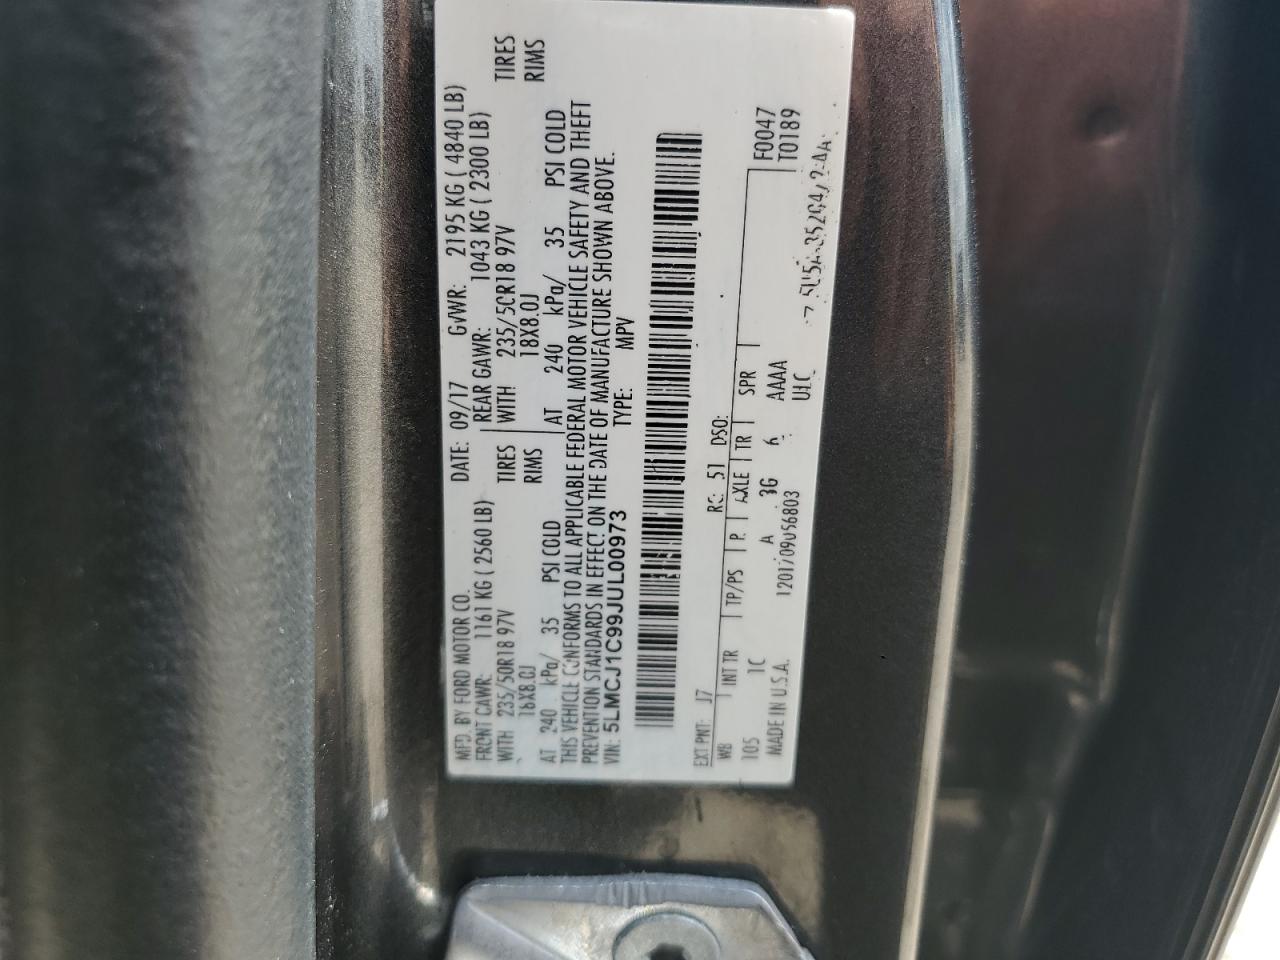 MFD. BY FORD MOTOR CO. DATE: 09/17 GVWR: 2195 KG ( 4840 LB)
FRONT GAWR: 1161 KG ( 2560 LB) REAR GAWR: 1043 KG ( 2300 LB)
WITH 235/50R18 97V TIRES WITH 235/50R18 97V TIRES
18X8.0J RIMS 18X8.0J RIMS
AT 240 kPa/ 35 PSI COLD AT 240 kPa/ 35 PSI COLD
THIS VEHICLE CONFORMS TO ALL APPLICABLE FEDERAL MOTOR VEHICLE SAFETY AND THEFT
PREVENTION STANDARDS IN EFFECT ON THE DATE OF MANUFACTURE SHOWN ABOVE.
VIN: 5LMCJ1C99JUL00973 TYPE: MPV
EXT PNT: J7 RC: 51 DSO: F0047
WB INT TR TP/PS R AXLE TR SPR T0189
105 1C A 3G 6 AAAA
MADE IN U.S.A. UHC